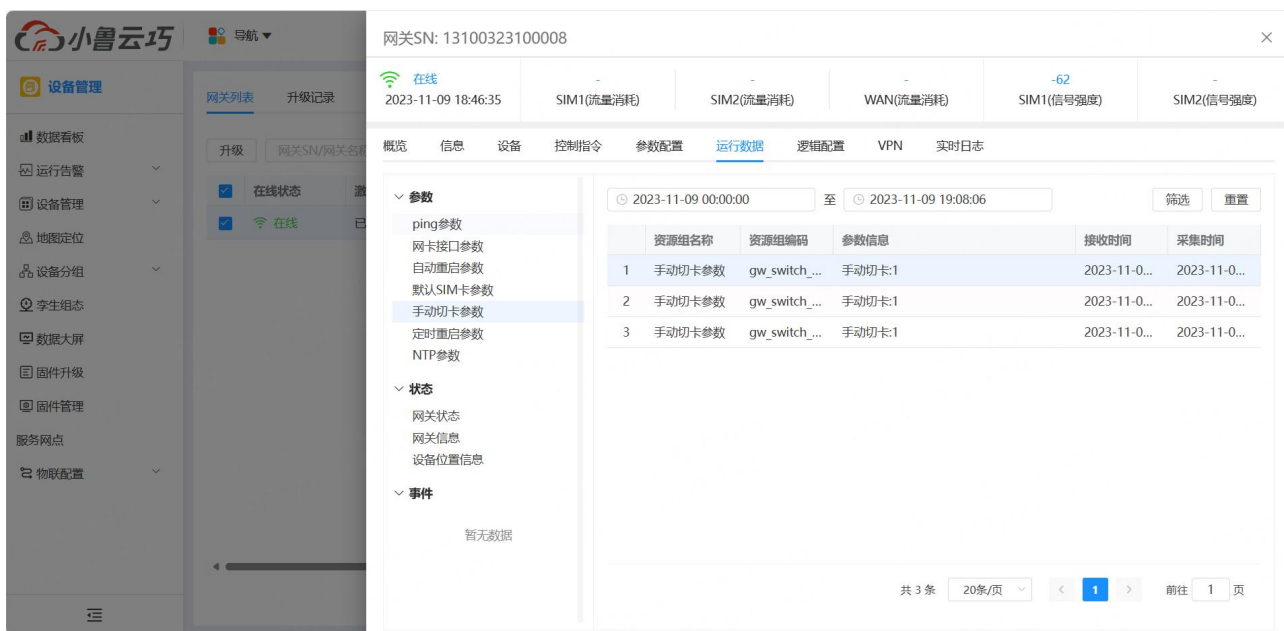 小鲁云巧
导航
设备管理
数据看板
运行告警
设备管理
地图定位
设备分组
孪生组态
数据大屏
固件升级
固件管理
服务网点
物联配置
网关列表 升级记录
升级 网关SN/网关名称
在线状态 激
在线 已
网关SN: 13100323100008
在线 - - - -62 -
2023-11-09 18:46:35 SIM1(流量消耗) SIM2(流量消耗) WAN(流量消耗) SIM1(信号强度) SIM2(信号强度)
概览 信息 设备 控制指令 参数配置 运行数据 逻辑配置 VPN 实时日志
参数
ping参数
网卡接口参数
自动重启参数
默认SIM卡参数
手动切卡参数
定时重启参数
NTP参数
状态
网关状态
网关信息
设备位置信息
事件
暂无数据
2023-11-09 00:00:00 至 2023-11-09 19:08:06 筛选 重置
资源组名称 资源组编码 参数信息 接收时间 采集时间
1 手动切卡参数 gw_switch_... 手动切卡:1 2023-11-0... 2023-11-0...
2 手动切卡参数 gw_switch_... 手动切卡:1 2023-11-0... 2023-11-0...
3 手动切卡参数 gw_switch_... 手动切卡:1 2023-11-0... 2023-11-0...
共 3 条 20条/页 1 前往 1 页